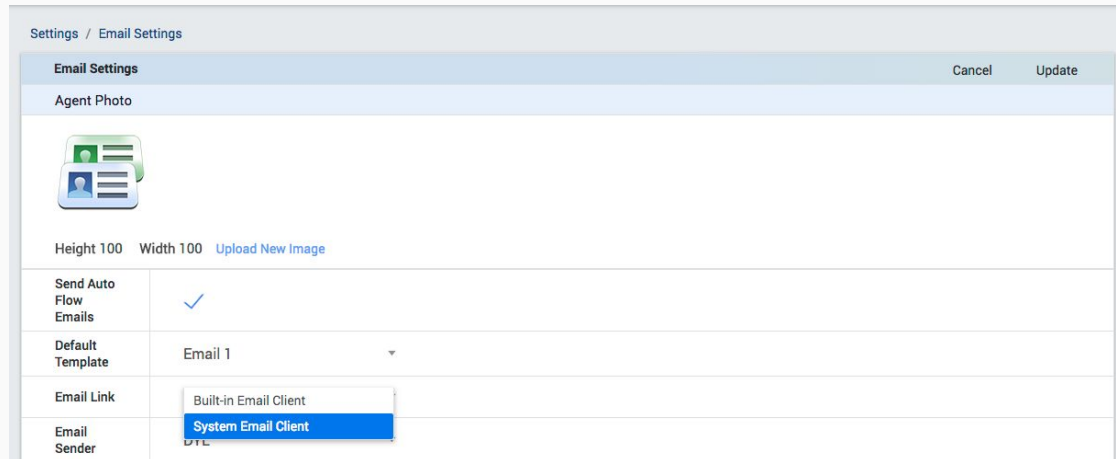 Settings / Email Settings
Email Settings Cancel Update
Agent Photo
Height 100 Width 100 Upload New Image
Send Auto
Flow
Emails
Default
Template
Email 1
Email Link
Built-in Email Client
System Email Client
Email
Sender